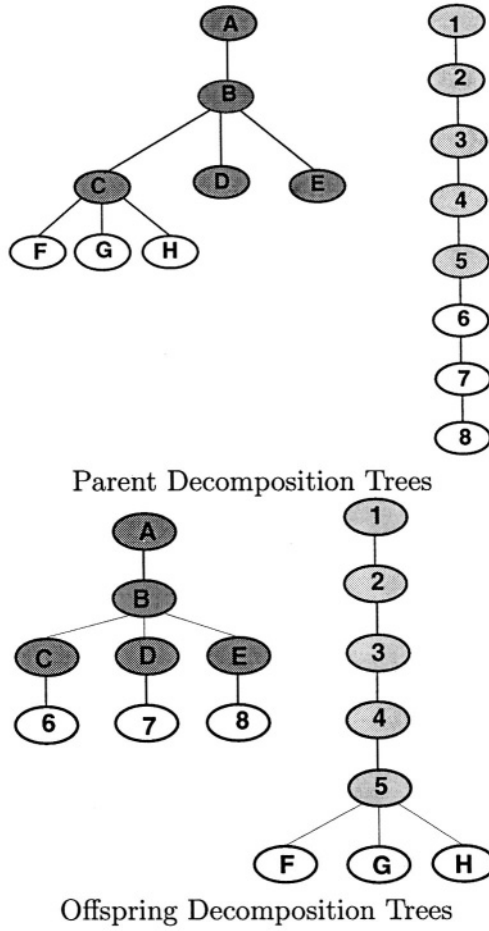 A
B
C D E
F G H
1
2
3
4
5
6
7
8
Parent Decomposition Trees
A
B
C D E
6 7 8
1
2
3
4
5
F G H
Offspring Decomposition Trees